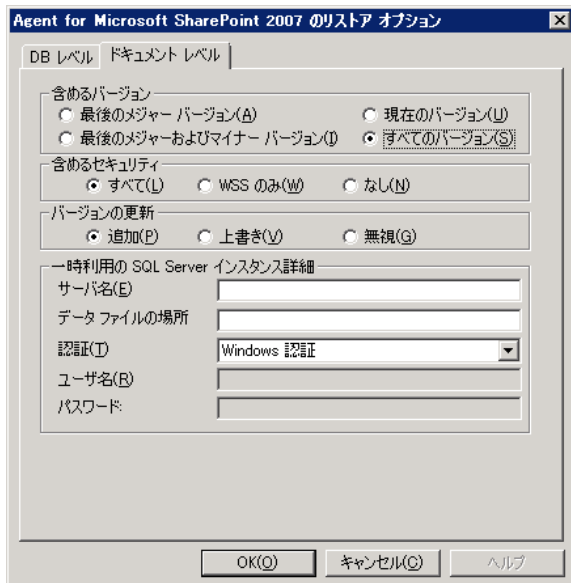 Agent for Microsoft SharePoint 2007 のリストア オプション
DB レベル ドキュメント レベル
含めるバージョン
最後のメジャー バージョン(A) 現在のバージョン(U)
最後のメジャーおよびマイナー バージョン(I) すべてのバージョン(S)
含めるセキュリティ
すべて(L) WSS のみ(W) なし(N)
バージョンの更新
追加(P) 上書き(V) 無視(G)
一時利用の SQL Server インスタンス詳細
サーバ名(E)
データ ファイルの場所
認証(T) Windows 認証
ユーザ名(R)
パスワード:
OK(O) キャンセル(C) ヘルプ